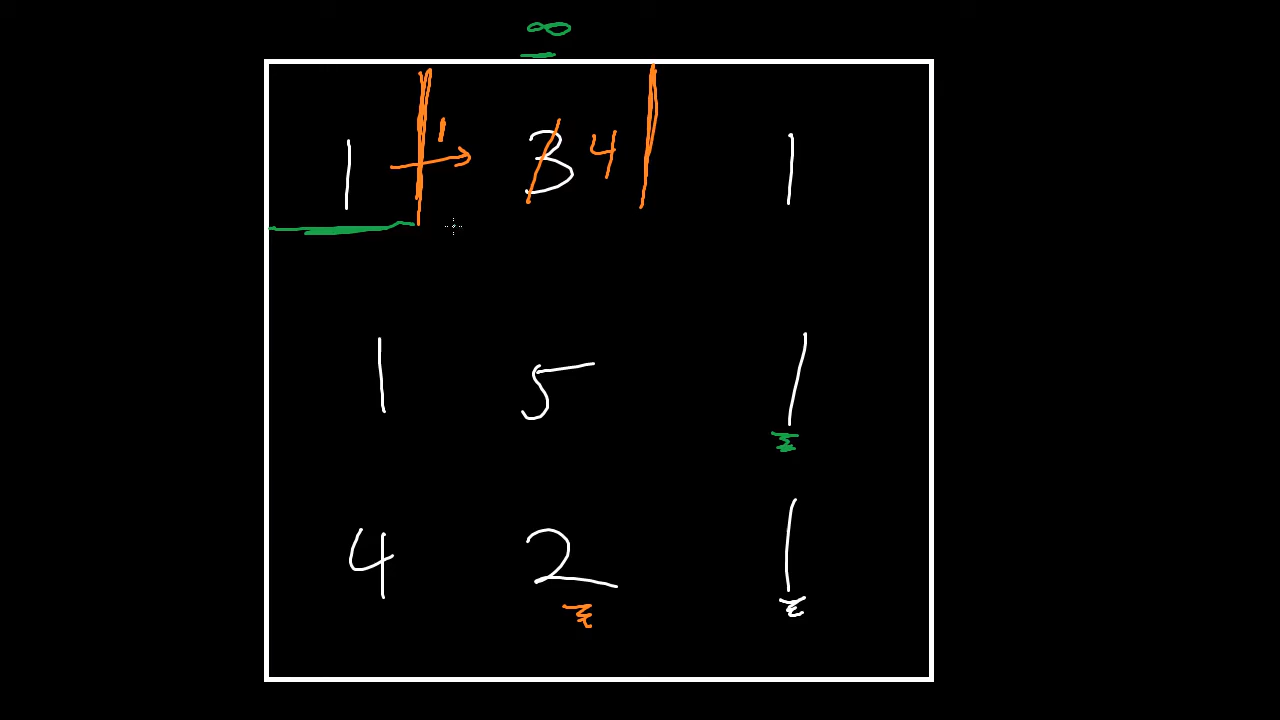 ∞
1 1 3 4 1
1 5 1
4 2 1